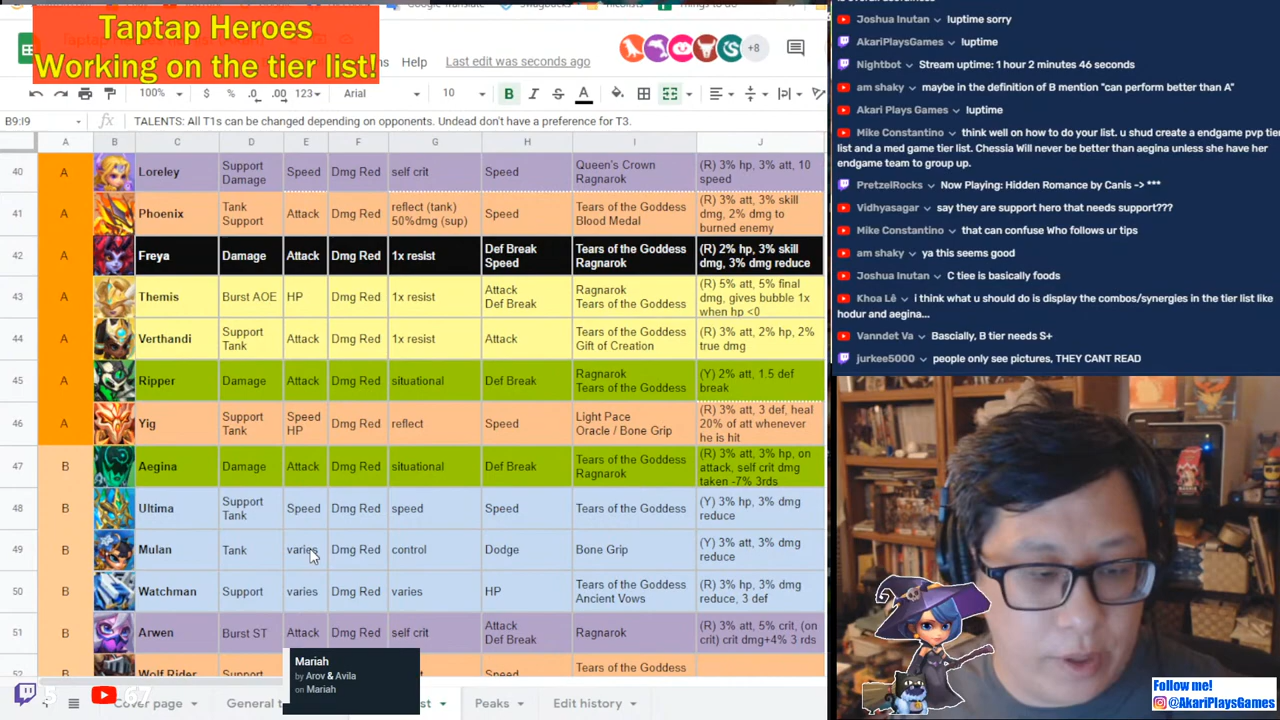 Taptap Heroes
Working on the tier list!
Help
Last edit was seconds ago
+8
100%
$
%
.0
.00
123
Arial
10
B
I
S
A
B9:I9
fx
TALENTS: All T1s can be changed depending on opponents. Undead don't have a preference for T3.
A B C D E F G H I J
40 A Loreley Support Damage Speed Dmg Red self crit Speed Queen's Crown Ragnarok (R) 3% hp, 3% att, 10 speed
41 A Phoenix Tank Support Attack Dmg Red reflect (tank) 50%dmg (sup) Speed Tears of the Goddess Blood Medal (R) 3% att, 3% skill dmg, 2% dmg to burned enemy
42 A Freya Damage Attack Dmg Red 1x resist Def Break Speed Tears of the Goddess Ragnarok (R) 2% hp, 3% skill dmg, 3% dmg reduce
43 A Themis Burst AOE HP Dmg Red 1x resist Attack Def Break Ragnarok Tears of the Goddess (R) 5% att, 5% final dmg, gives bubble 1x when hp <0
44 A Verthandi Support Tank Attack Dmg Red 1x resist Attack Tears of the Goddess Gift of Creation (R) 3% att, 2% hp, 2% true dmg
45 A Ripper Damage Attack Dmg Red situational Def Break Ragnarok Tears of the Goddess (Y) 2% att, 1.5 def break
46 A Yig Support Tank Speed HP Dmg Red reflect Speed Light Pace Oracle / Bone Grip (R) 3% att, 3 def, heal 20% of att whenever he is hit
47 B Aegina Damage Attack Dmg Red situational Def Break Tears of the Goddess Ragnarok (R) 3% att, 3% hp, on attack, self crit dmg taken -7% 3rds
48 B Ultima Support Tank Speed Dmg Red speed Speed Tears of the Goddess (Y) 3% hp, 3% dmg reduce
49 B Mulan Tank varies Dmg Red control Dodge Bone Grip (Y) 3% att, 3% dmg reduce
50 B Watchman Support varies Dmg Red varies HP Tears of the Goddess Ancient Vows (R) 3% hp, 3% dmg reduce, 3 def
51 B Arwen Burst ST Attack Dmg Red self crit Attack Def Break Ragnarok (R) 3% att, 5% crit, (on crit) crit dmg+4% 3 rds
52 B Wolf Rider Support Speed Tears of the Goddess
Mariah
by Arov & Avila
on Mariah
5
67
Cover page
General t
st
Peaks
Edit history
Joshua Inutan luptime sorry
AkariPlaysGames luptime
Nightbot Stream uptime: 1 hour 2 minutes 46 seconds
am shaky maybe in the definition of B mention "can perform better than A"
Akari Plays Games luptime
Mike Constantino think well on how to do your list. u shud create a endgame pvp tier
list and a med game tier list. Chessia Will never be better than aegina unless she have her
endgame team to group up.
PretzelRocks Now Playing: Hidden Romance by Canis -> ***
Vidhyasagar say they are support hero that needs support???
Mike Constantino that can confuse Who follows ur tips
am shaky ya this seems good
Joshua Inutan C tiee is basically foods
Khoa Lê i think what u should do is display the combos/synergies in the tier list like
hodur and aegina...
Vanndet Va Bascially, B tier needs S+
jurkee5000 people only see pictures, THEY CANT READ
Follow me!
@AkariPlaysGames